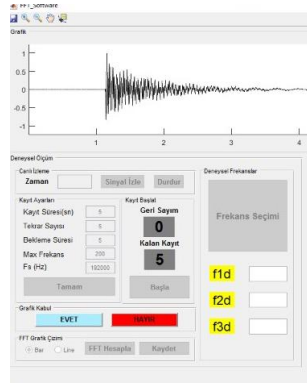 FFT_Software
Grafik
1
0.5
0
-0.5
-1
1 2 3 4
Deneysel Ölçüm
Canlı İzleme
Zaman Sinyal İzle Durdur
Kayıt Ayarları
Kayıt Süresi(sn) 5
Tekrar Sayısı 5
Bekleme Süresi 5
Max Frekans 200
Fs (Hz) 192000
Tamam
Kayıt Başlat
Geri Sayım
0
Kalan Kayıt
5
Başla
Grafik Kabul
EVET HAYIR
FFT Grafik Çizimi
Bar Line FFT Hesapla Kaydet
Deneysel Frekanslar
Frekans Seçimi
f1d
f2d
f3d